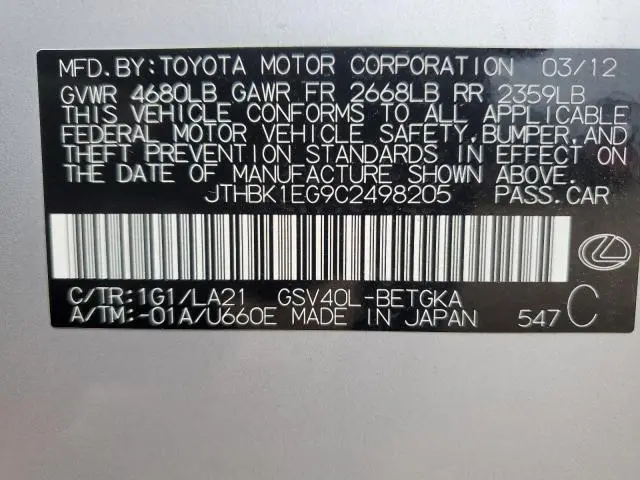 MFD.BY:TOYOTA MOTOR CORPORATION 03/12
GVWR 4680LB GAWR FR 2668LB RR 2359LB
THIS VEHICLE CONFORMS TO ALL APPLICABLE
FEDERAL MOTOR VEHICLE SAFETY,BUMPER,AND
THEFT PREVENTION STANDARDS IN EFFECT ON
THE DATE OF MANUFACTURE SHOWN ABOVE.
JTHBK1EG9C2498205 PASS.CAR
C/TR:1G1/LA21 GSV40L-BETGKA
A/TM:-01A/U660E MADE IN JAPAN 547 C